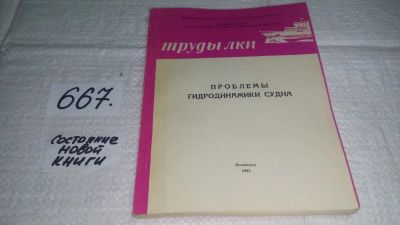 667.
состояние
новой
книги
труды лки
ПРОБЛЕМЫ
ГИДРОДИНАМИКИ СУДНА
Ленинград